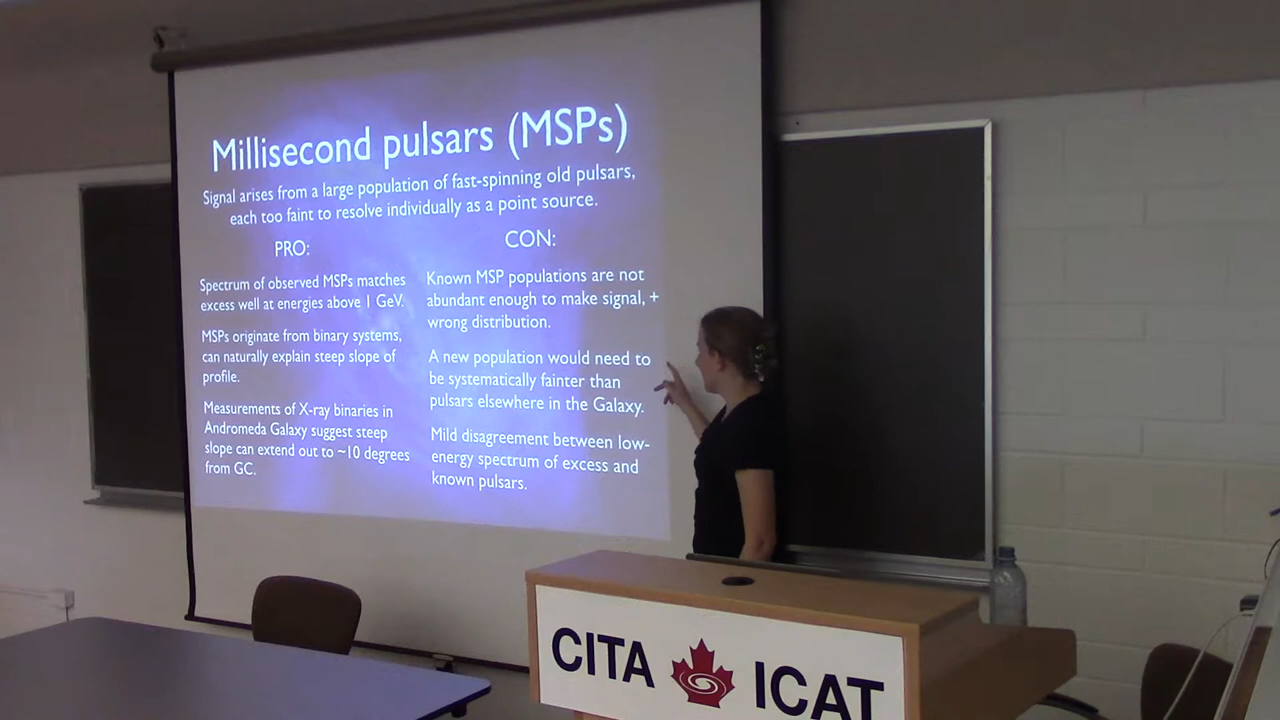 Millisecond pulsars (MSPs)
Signal arises from a large population of fast-spinning old pulsars,
each too faint to resolve individually as a point source.
PRO:
Spectrum of observed MSPs matches
excess well at energies above 1 GeV.
MSPs originate from binary systems,
can naturally explain steep slope of
profile.
Measurements of X-ray binaries in
Andromeda Galaxy suggest steep
slope can extend out to ~10 degrees
from GC.
CON:
Known MSP populations are not
abundant enough to make signal, +
wrong distribution.
A new population would need to
be systematically fainter than
pulsars elsewhere in the Galaxy.
Mild disagreement between low-
energy spectrum of excess and
known pulsars.
CITA ICAT